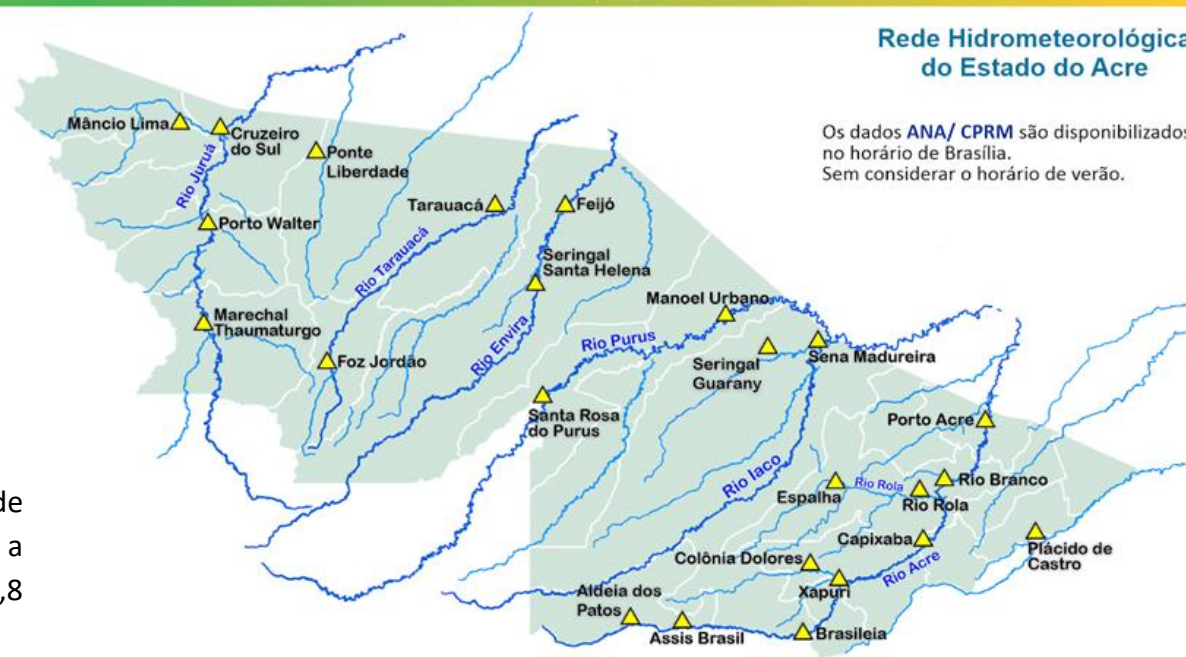 Rede Hidrometeorológica
do Estado do Acre
Os dados ANA/ CPRM são disponibilizados
no horário de Brasília.
Sem considerar o horário de verão.
Mâncio Lima
Cruzeiro
do Sul
Ponte
Liberdade
Rio Juruá
Porto Walter
Tarauacá
Feijó
Rio Tarauacá
Seringal
Santa Helena
Marechal
Thaumaturgo
Foz Jordão
Rio Envira
Manoel Urbano
Rio Purus
Seringal
Guarany
Sena Madureira
Santa Rosa
do Purus
Porto Acre
Rio Iaco
Espalha
Rio Rola
Rio Branco
Rio Rola
Capixaba
Plácido de
Castro
Colônia Dolores
Rio Acre
Xapuri
Aldeia dos
Patos
Assis Brasil
Brasileia
de
a
,8